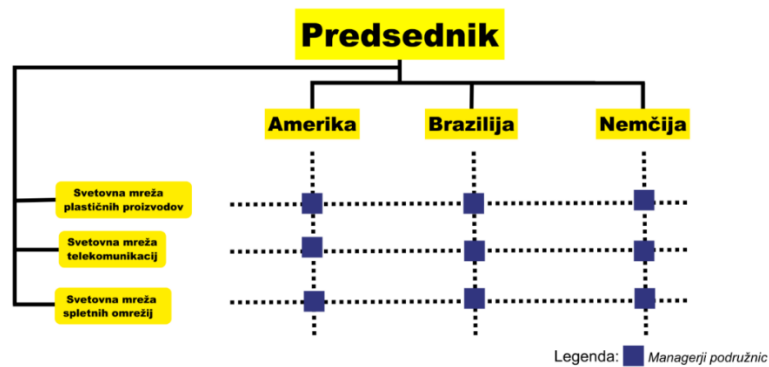 Predsednik
Amerika
Brazilija
Nemčija
Svetovna mreža
plastičnih proizvodov
Svetovna mreža
telekomunikacij
Svetovna mreža
spletnih omrežij
Legenda: Managerji podružnic